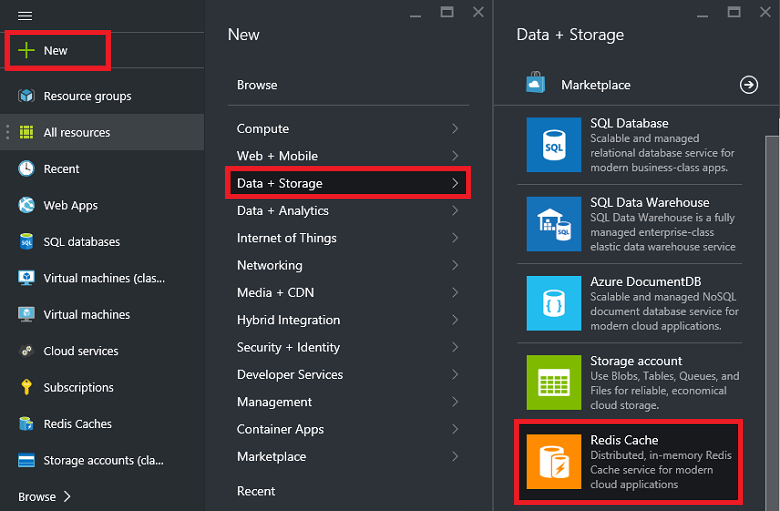 New
Resource groups
All resources
Recent
Web Apps
SQL databases
Virtual machines (clas...
Virtual machines
Cloud services
Subscriptions
Redis Caches
Storage accounts (cla...
Browse
New
Browse
Compute
Web + Mobile
Data + Storage
Data + Analytics
Internet of Things
Networking
Media + CDN
Hybrid Integration
Security + Identity
Developer Services
Management
Container Apps
Marketplace
Recent
Data + Storage
Marketplace
SQL
SQL Database
Scalable and managed
relational database service for
modern business-class apps.
SQL
SQL Data Warehouse
SQL Data Warehouse is a fully
managed enterprise-class
elastic data warehouse service
Azure DocumentDB
Scalable and managed NoSQL
document database service for
modern cloud applications.
Storage account
Use Blobs, Tables, Queues, and
Files for reliable, economical
cloud storage.
Redis Cache
Distributed, in-memory Redis
Cache service for modern
cloud applications